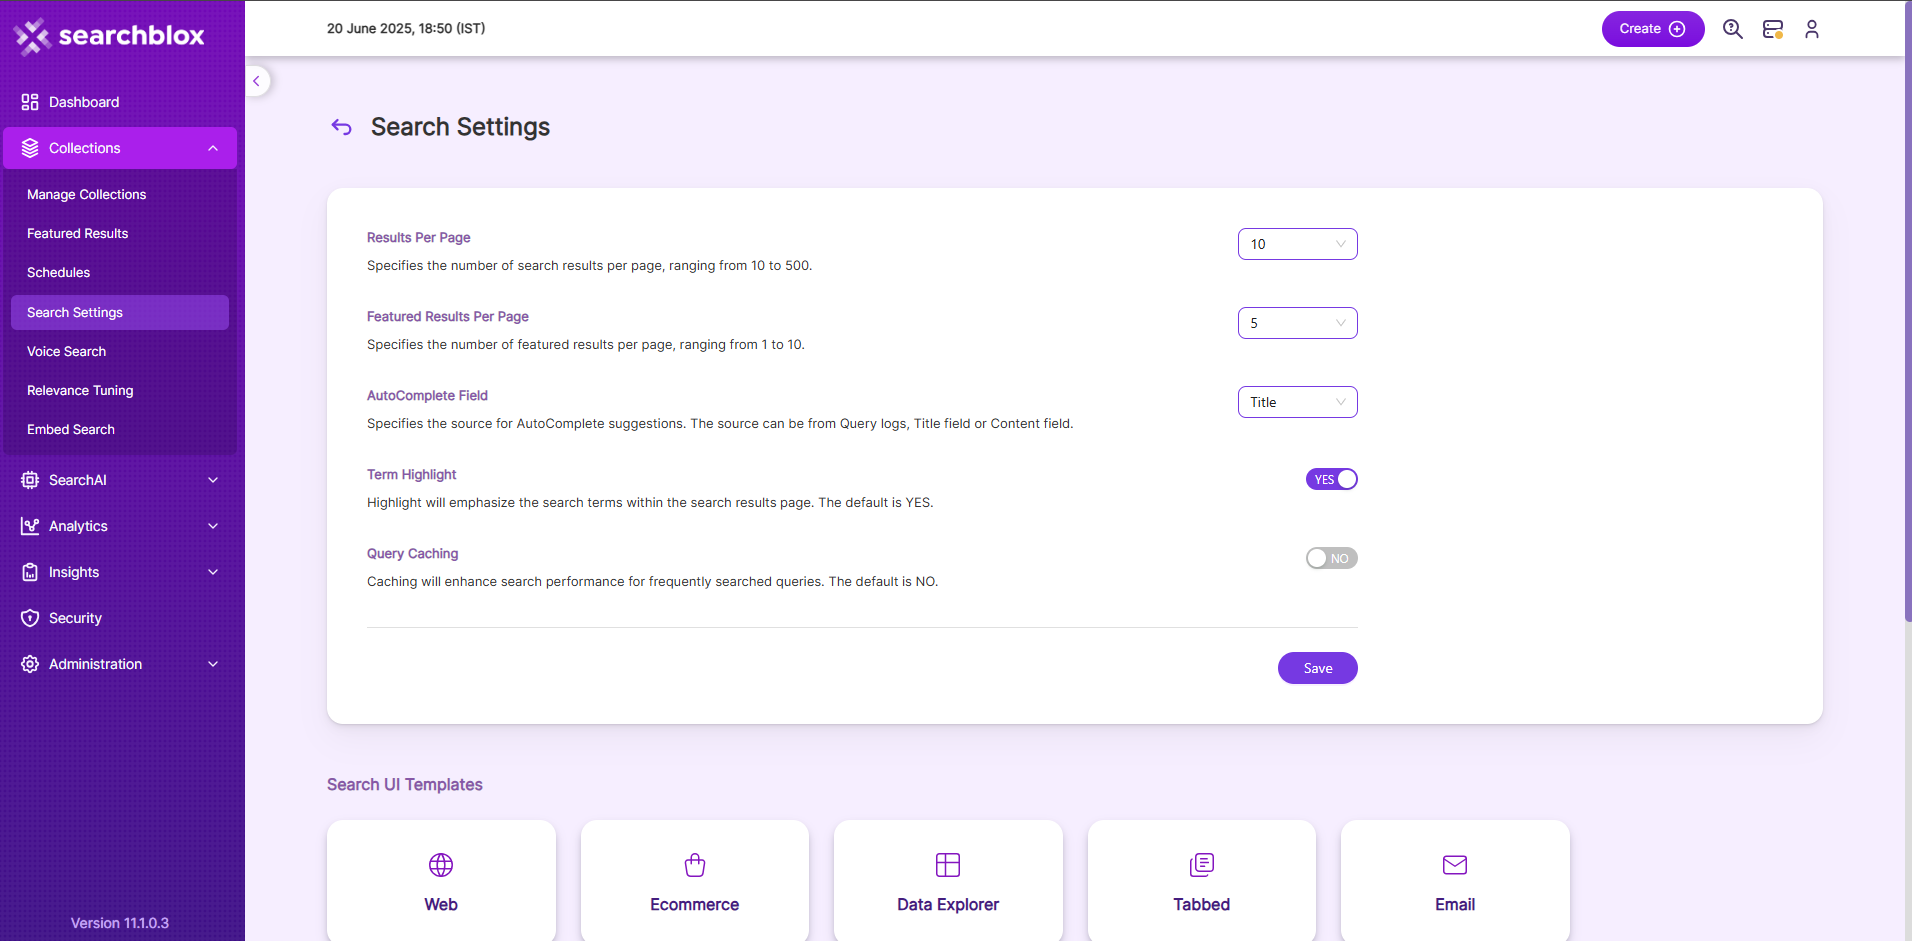 searchblox
20 June 2025, 18:50 (IST)
Create
Dashboard
Collections
Manage Collections
Featured Results
Schedules
Search Settings
Voice Search
Relevance Tuning
Embed Search
SearchAI
Analytics
Insights
Security
Administration
Version 11.1.0.3
Search Settings
Results Per Page
10
Specifies the number of search results per page, ranging from 10 to 500.
Featured Results Per Page
5
Specifies the number of featured results per page, ranging from 1 to 10.
AutoComplete Field
Title
Specifies the source for AutoComplete suggestions. The source can be from Query logs, Title field or Content field.
Term Highlight
YES
Highlight will emphasize the search terms within the search results page. The default is YES.
Query Caching
NO
Caching will enhance search performance for frequently searched queries. The default is NO.
Save
Search UI Templates
Web
Ecommerce
Data Explorer
Tabbed
Email